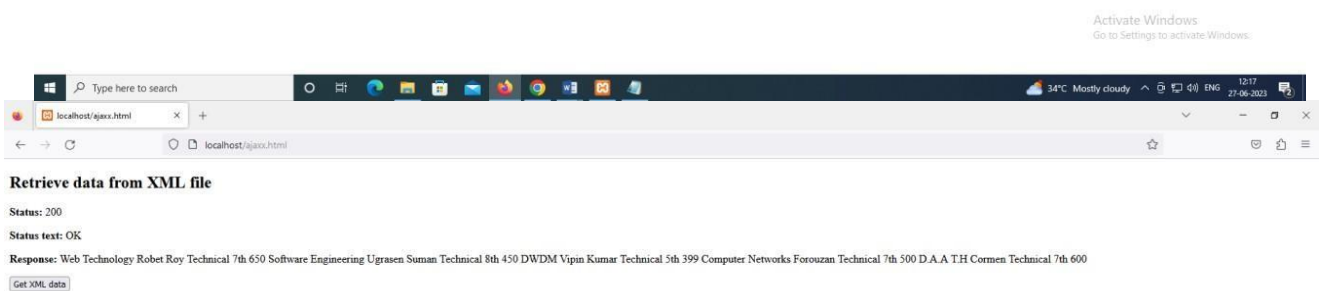 Activate Windows
Go to Settings to activate Windows.
Type here to search
34°C Mostly cloudy ENG 12:17
27-06-2023
2
localhost/ajaxx.html
localhost/ajaxx.html
Retrieve data from XML file
Status: 200
Status text: OK
Response: Web Technology Robet Roy Technical 7th 650 Software Engineering Ugrasen Suman Technical 8th 450 DWDM Vipin Kumar Technical 5th 399 Computer Networks Forouzan Technical 7th 500 D.A.A T.H Cormen Technical 7th 600
Get XML data